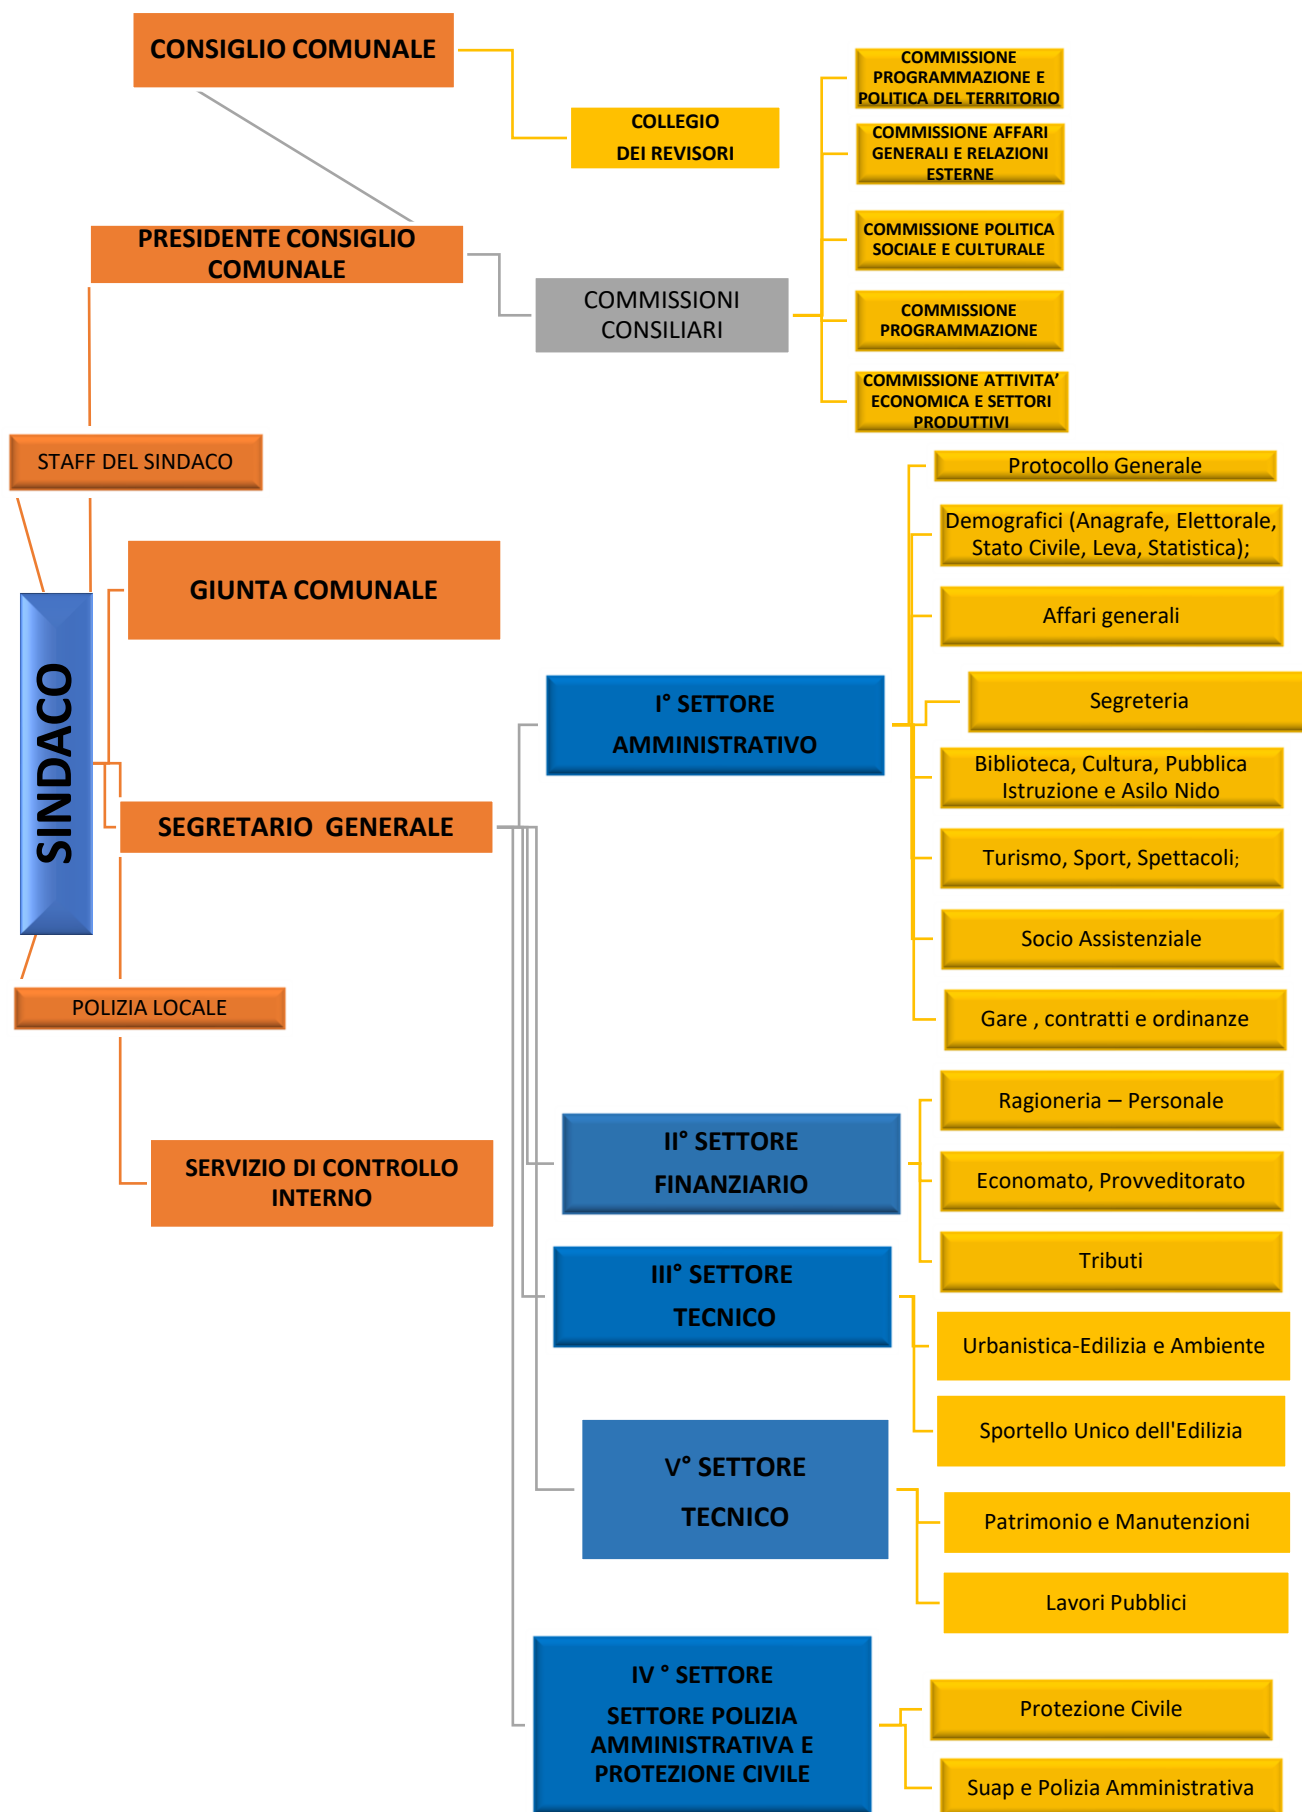 CONSIGLIO COMUNALE
COLLEGIO
DEI REVISORI
COMMISSIONE
PROGRAMMAZIONE E
POLITICA DEL TERRITORIO
COMMISSIONE AFFARI
GENERALI E RELAZIONI
ESTERNE
PRESIDENTE CONSIGLIO
COMUNALE
COMMISSIONI
CONSILIARI
COMMISSIONE POLITICA
SOCIALE E CULTURALE
COMMISSIONE
PROGRAMMAZIONE
COMMISSIONE ATTIVITA’
ECONOMICA E SETTORI
PRODUTTIVI
STAFF DEL SINDACO
SINDACO
GIUNTA COMUNALE
SEGRETARIO GENERALE
POLIZIA LOCALE
SERVIZIO DI CONTROLLO
INTERNO
I° SETTORE
AMMINISTRATIVO
Protocollo Generale
Demografici (Anagrafe, Elettorale,
Stato Civile, Leva, Statistica);
Affari generali
Segreteria
Biblioteca, Cultura, Pubblica
Istruzione e Asilo Nido
Turismo, Sport, Spettacoli;
Socio Assistenziale
Gare , contratti e ordinanze
II° SETTORE
FINANZIARIO
Ragioneria – Personale
Economato, Provveditorato
Tributi
III° SETTORE
TECNICO
Urbanistica-Edilizia e Ambiente
Sportello Unico dell'Edilizia
V° SETTORE
TECNICO
Patrimonio e Manutenzioni
Lavori Pubblici
IV ° SETTORE
SETTORE POLIZIA
AMMINISTRATIVA E
PROTEZIONE CIVILE
Protezione Civile
Suap e Polizia Amministrativa